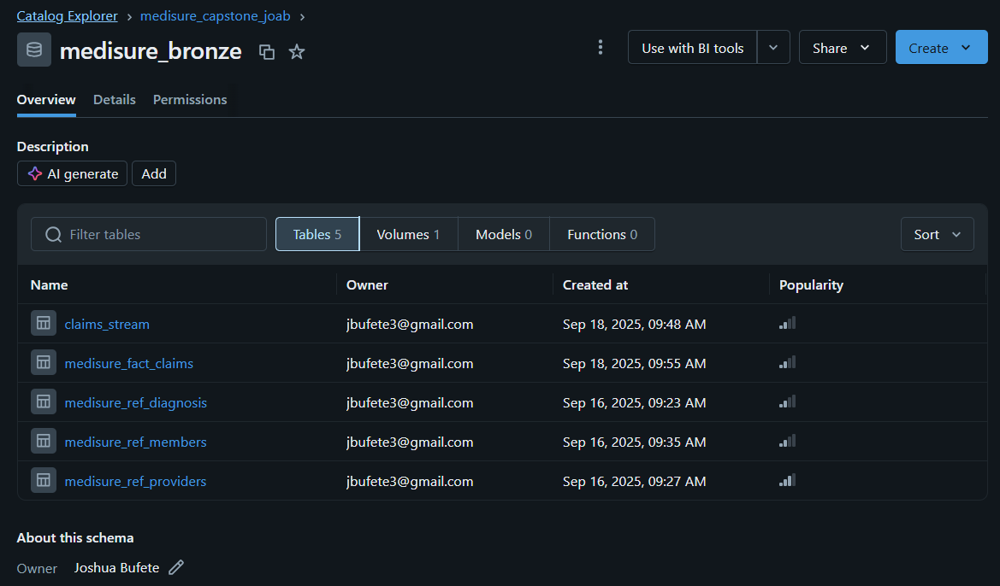 Catalog Explorer › medisure_capstone_joab ›
medisure_bronze
Use with BI tools
Share
Create
Overview Details Permissions
Description
AI generate Add
Filter tables Tables 5 Volumes 1 Models 0 Functions 0 Sort
Name Owner Created at Popularity
claims_stream jbufete3@gmail.com Sep 18, 2025, 09:48 AM
medisure_fact_claims jbufete3@gmail.com Sep 18, 2025, 09:55 AM
medisure_ref_diagnosis jbufete3@gmail.com Sep 16, 2025, 09:23 AM
medisure_ref_members jbufete3@gmail.com Sep 16, 2025, 09:35 AM
medisure_ref_providers jbufete3@gmail.com Sep 16, 2025, 09:27 AM
About this schema
Owner Joshua Bufete